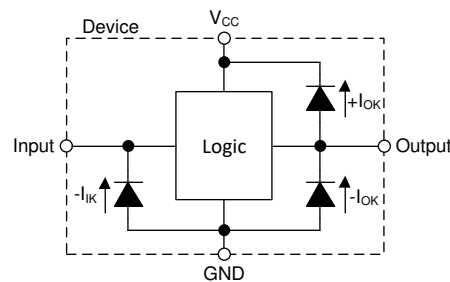 Device
VCC
+IOK
Input
Logic
Output
-IIK
-IOK
GND